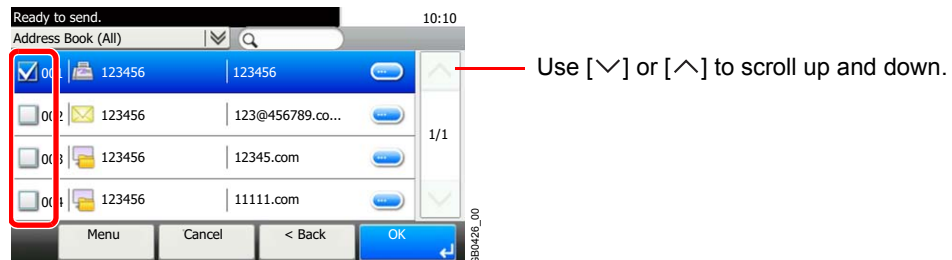 Ready to send.
10:10
Address Book (All)
001 123456 123456
002 123456 123@456789.co...
003 123456 12345.com
004 123456 11111.com
1/1
Menu Cancel < Back OK
Use [∨] or [∧] to scroll up and down.
GB0426_00